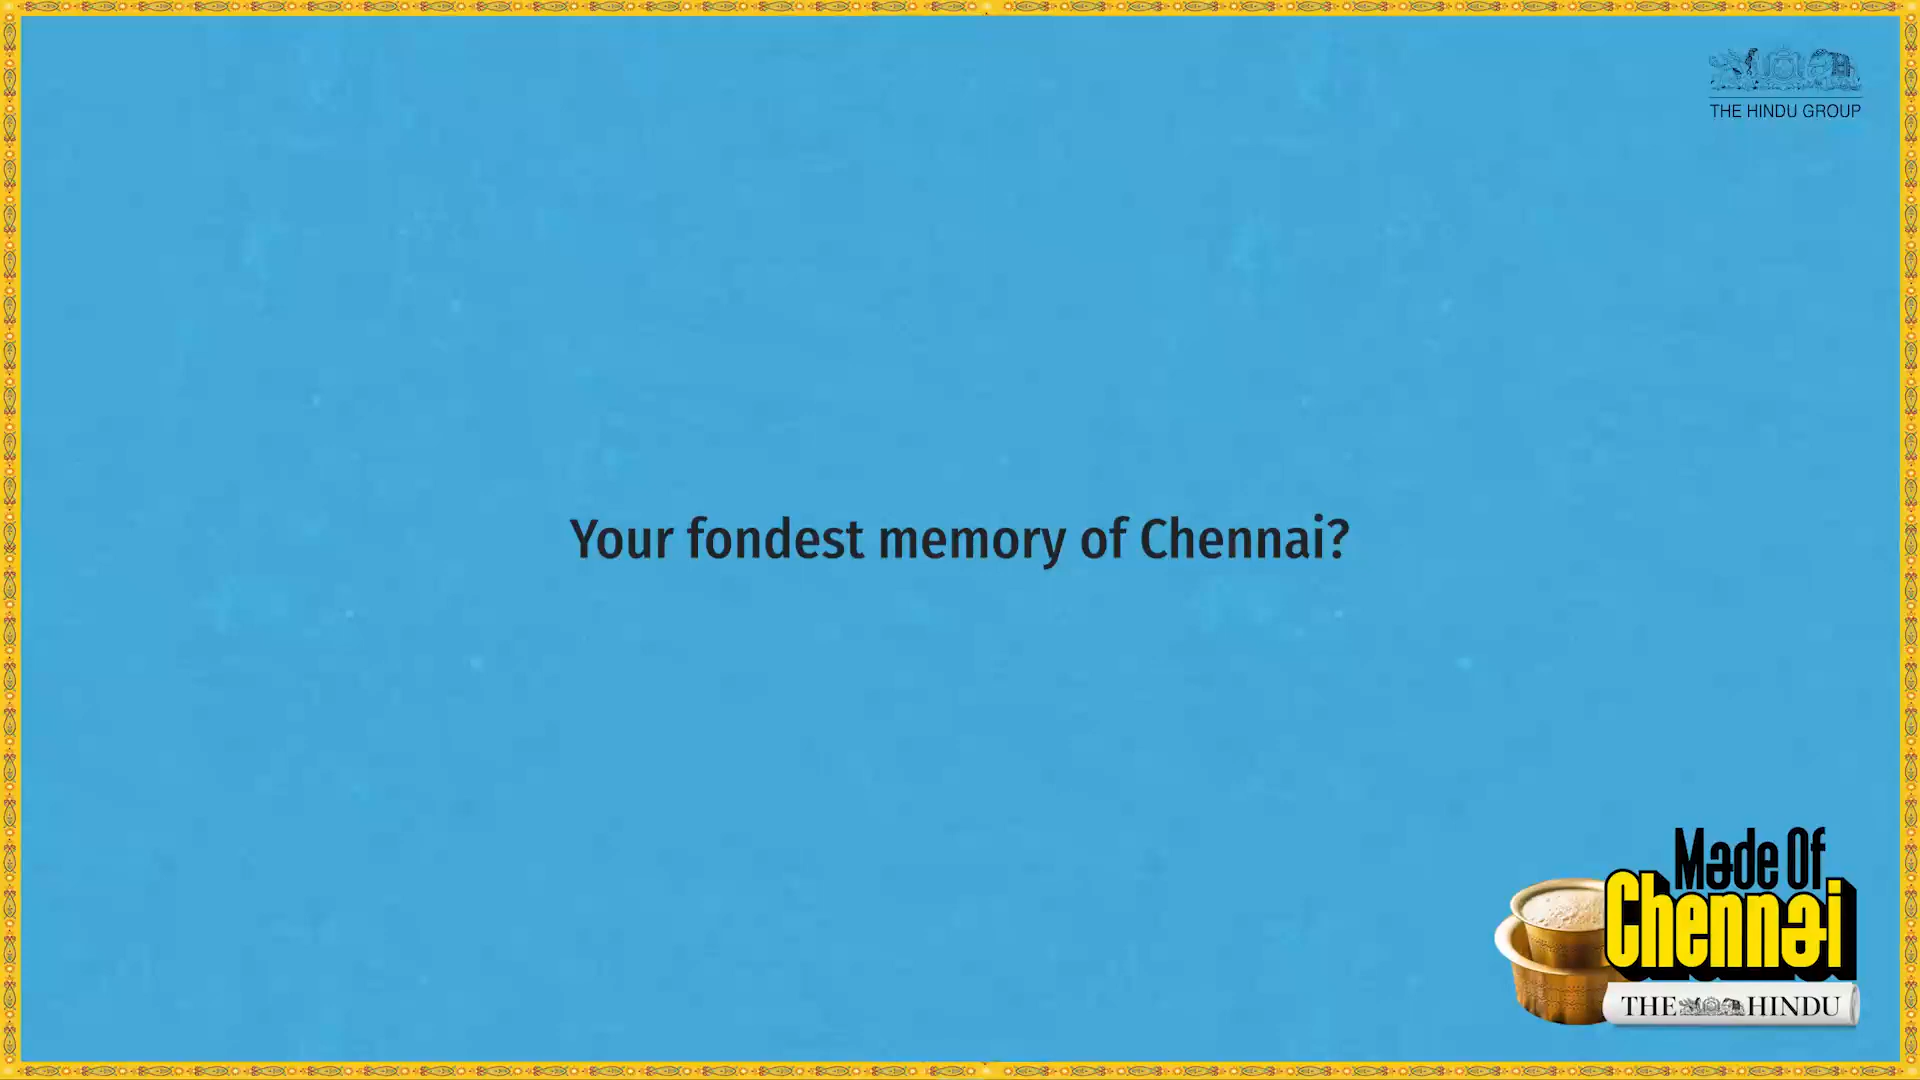 THE HINDU GROUP
Your fondest memory of Chennai?
Made Of
Chennai
THE HINDU